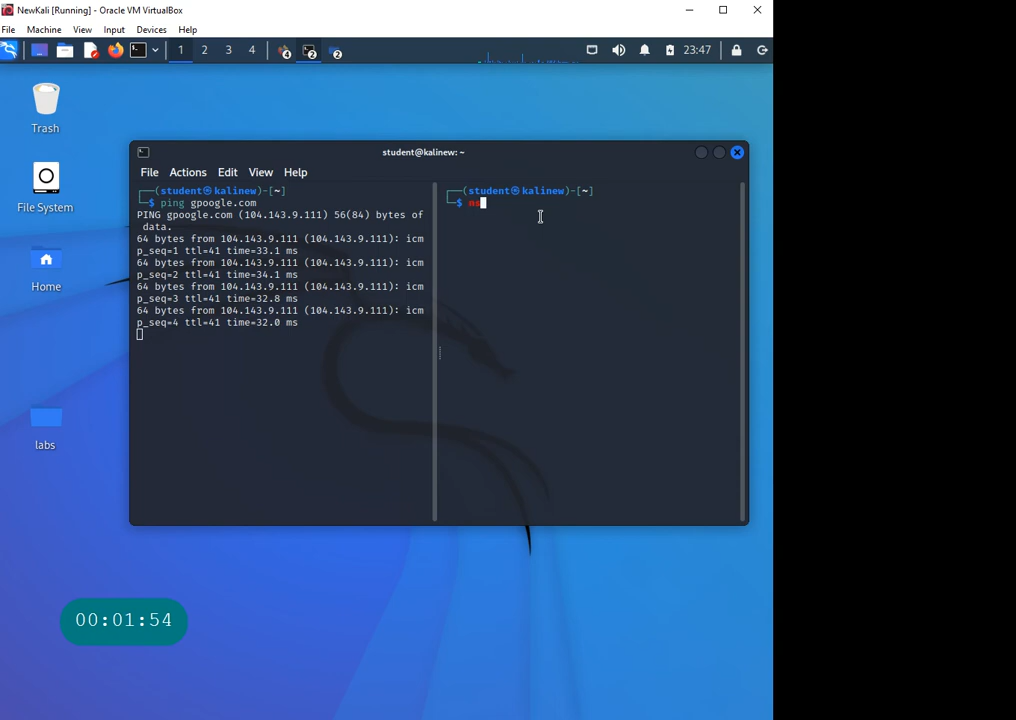 NewKali [Running] - Oracle VM VirtualBox
File Machine View Input Devices Help
1 2 3 4 4 2 2 23:47
Trash
File System
Home
labs
student@kalinew: ~
File Actions Edit View Help
┌──(student㉿kalinew)-[~]
└─$ ping gpoogle.com
PING gpoogle.com (104.143.9.111) 56(84) bytes of
data.
64 bytes from 104.143.9.111 (104.143.9.111): icm
p_seq=1 ttl=41 time=33.1 ms
64 bytes from 104.143.9.111 (104.143.9.111): icm
p_seq=2 ttl=41 time=34.1 ms
64 bytes from 104.143.9.111 (104.143.9.111): icm
p_seq=3 ttl=41 time=32.8 ms
64 bytes from 104.143.9.111 (104.143.9.111): icm
p_seq=4 ttl=41 time=32.0 ms
┌──(student㉿kalinew)-[~]
└─$ ns
00:01:54